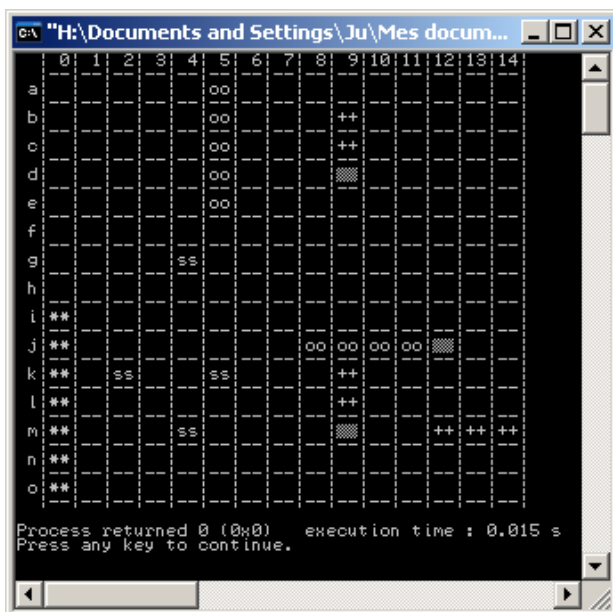 "H:\Documents and Settings\Ju\Mes docum...
0 1 2 3 4 5 6 7 8 9 10 11 12 13 14
a oo
b oo ++
c oo ++
d oo
e oo
f
g ss
h
i **
j ** oo oo oo oo
k ** ss ss ++
l ** ++
m ** ss ++ ++ ++
n **
o **
Process returned 0 (0x0) execution time : 0.015 s
Press any key to continue.